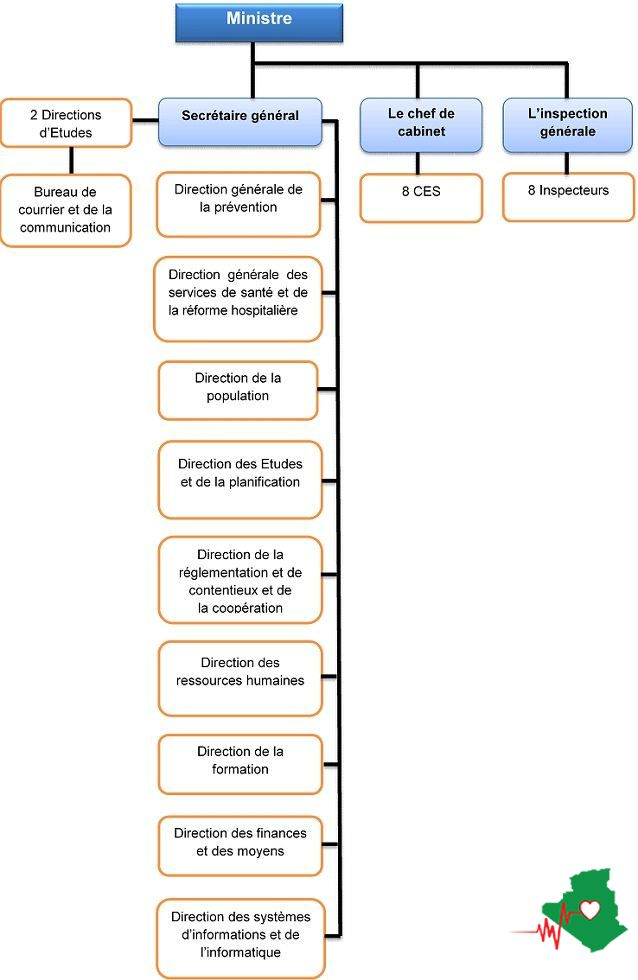 Ministre
2 Directions
d'Etudes
Secrétaire général
Le chef de
cabinet
L'inspection
générale
Bureau de
courrier et de la
communication
8 CES
8 Inspecteurs
Direction générale de
la prévention
Direction générale des
services de santé et de
la réforme hospitalière
Direction de la
population
Direction des Etudes
et de la planification
Direction de la
réglementation et de
contentieux et de
la coopération
Direction des
ressources humaines
Direction de la
formation
Direction des finances
et des moyens
Direction des systèmes
d'informations et de
l'informatique